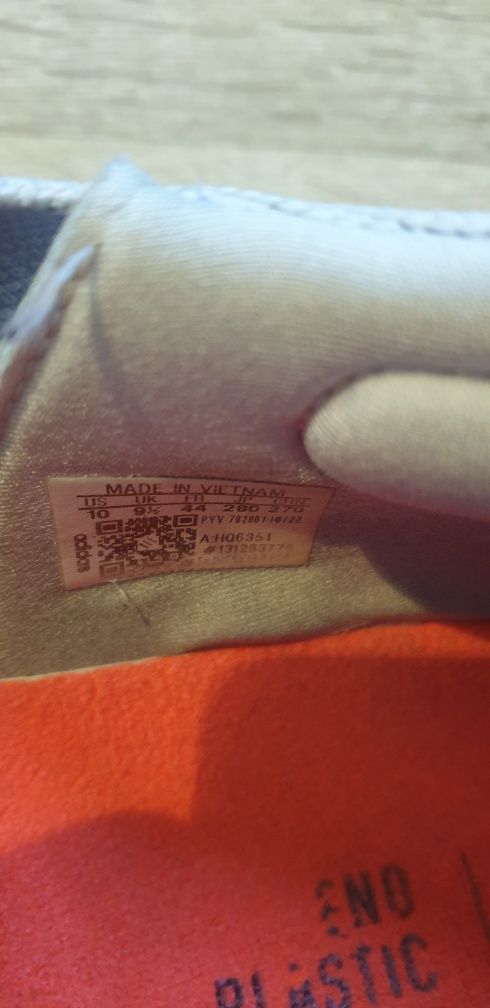 MADE IN VIETNAM
US UK FR JP CHN
10 9½ 44 280 270
PYV 702001 10/22
A:HQ6351
adidas
PLASTIC